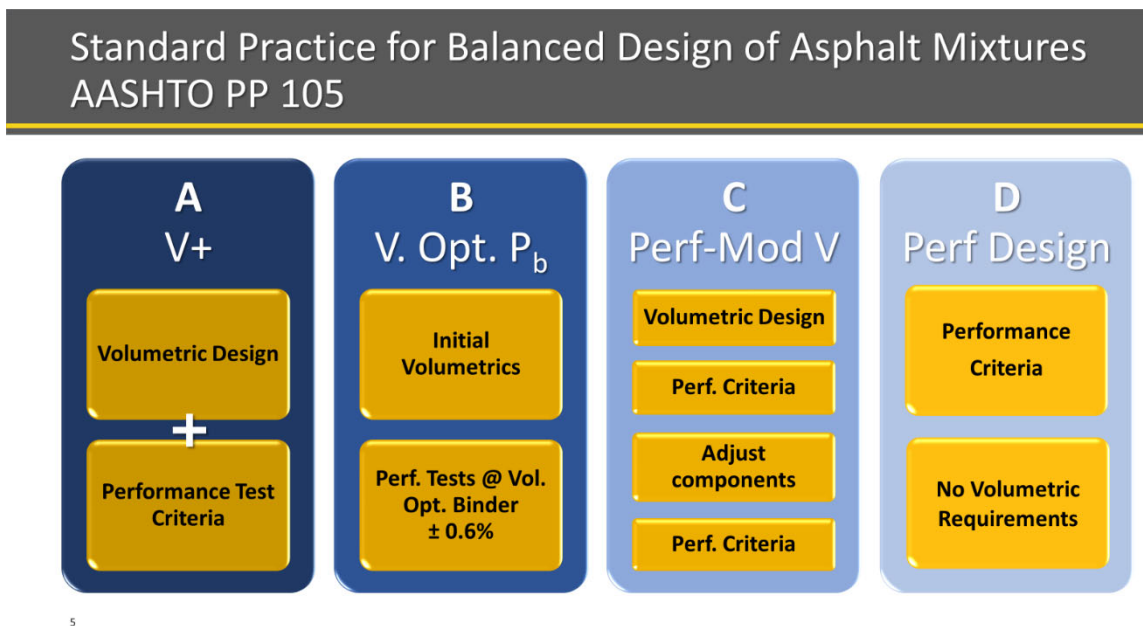 Standard Practice for Balanced Design of Asphalt Mixtures
AASHTO PP 105
A
V+
Volumetric Design
+
Performance Test
Criteria
B
V. Opt. Pb
Initial
Volumetrics
Perf. Tests @ Vol.
Opt. Binder
± 0.6%
C
Perf-Mod V
Volumetric Design
Perf. Criteria
Adjust
components
Perf. Criteria
D
Perf Design
Performance
Criteria
No Volumetric
Requirements
5